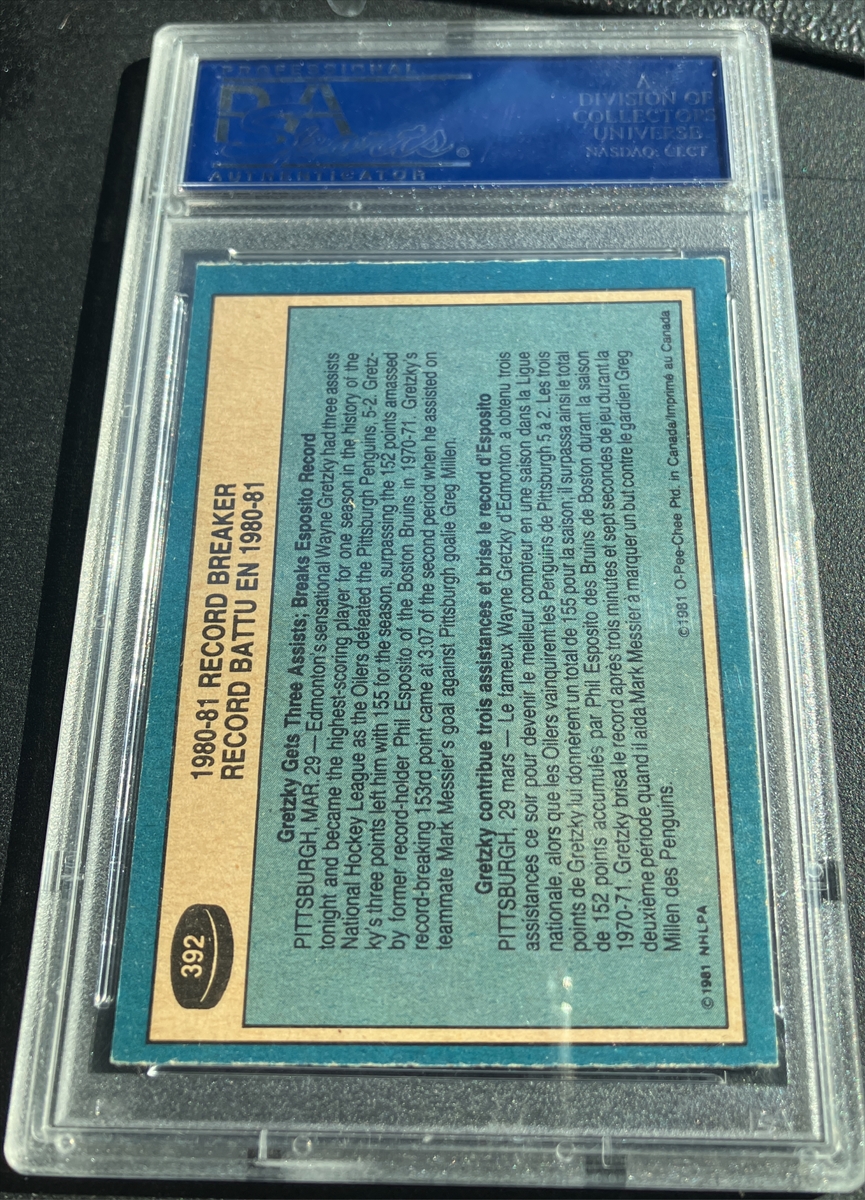 PROFESSIONAL
PSA
AUTHENTICATOR
A
DIVISION OF
COLLECTORS
UNIVERSE
NASDAQ: CLCT
392
1980-81 RECORD BREAKER
RECORD BATTU EN 1980-81
Gretzky Gets Three Assists; Breaks Esposito Record
PITTSBURGH, MAR. 29 — Edmonton's sensational Wayne Gretzky had three assists
tonight and became the highest-scoring player for one season in the history of the
National Hockey League as the Oilers defeated the Pittsburgh Penguins, 5-2. Gretz-
ky's three points left him with 155 for the season, surpassing the 152 points amassed
by former record-holder Phil Esposito of the Boston Bruins in 1970-71. Gretzky's
record-breaking 153rd point came at 3:07 of the second period when he assisted on
teammate Mark Messier's goal against Pittsburgh goalie Greg Millen.
Gretzky contribue trois assistances et brise le record d'Esposito
PITTSBURGH, 29 mars — Le fameux Wayne Gretzky d'Edmonton a obtenu trois
assistances ce soir pour devenir le meilleur compteur en une saison dans la Ligue
nationale, alors que les Oilers vainquirent les Penguins de Pittsburgh 5 à 2. Les trois
points de Gretzky lui donnèrent un total de 155 pour la saison; il surpassa ainsi le total
de 152 points accumulés par Phil Esposito des Bruins de Boston durant la saison
1970-71. Gretzky brisa le record après trois minutes et sept secondes de jeu durant la
deuxième période quand il aida Mark Messier à marquer un but contre le gardien Greg
Millen des Penguins.
©1981 NHLPA
©1981 O-Pee-Chee Ptd. in Canada/Imprimé au Canada